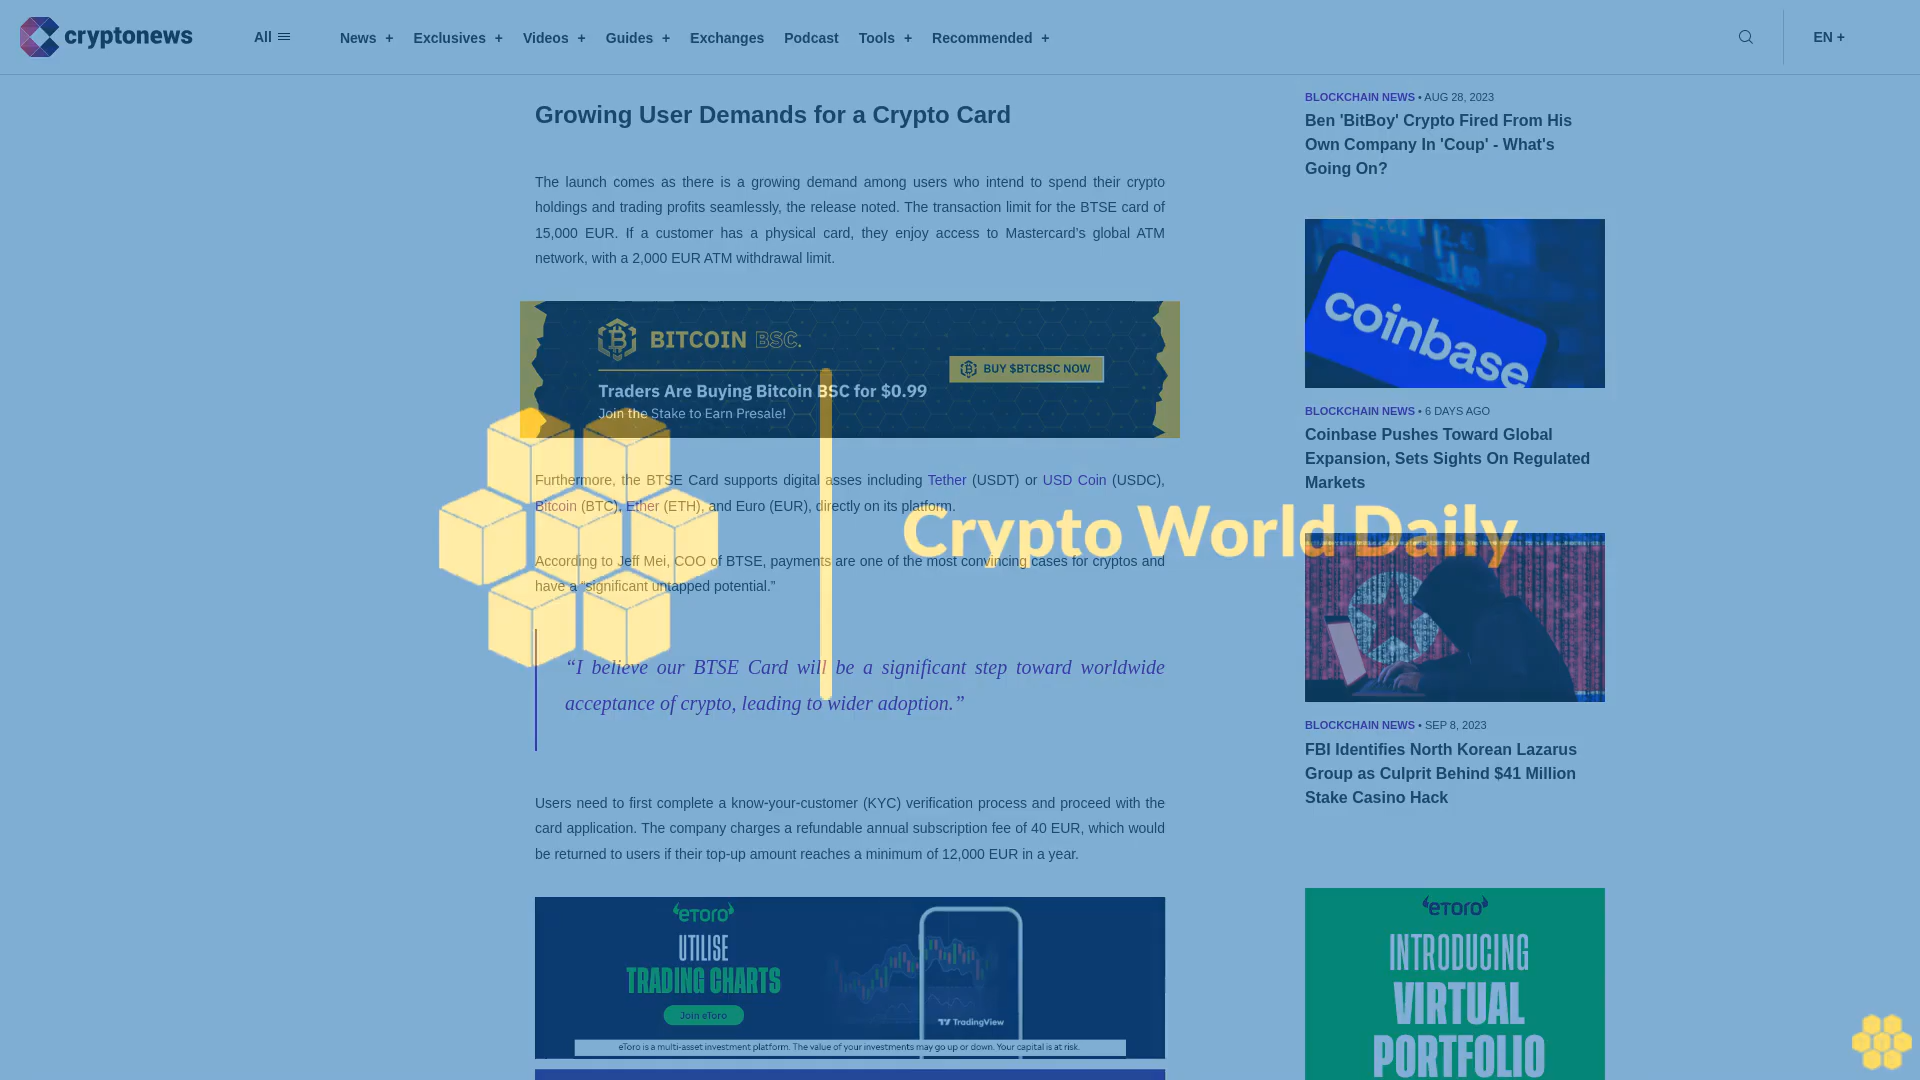 cryptonews
All
News +
Exclusives +
Videos +
Guides +
Exchanges
Podcast
Tools +
Recommended +
EN +
Growing User Demands for a Crypto Card
The launch comes as there is a growing demand among users who intend to spend their crypto
holdings and trading profits seamlessly, the release noted. The transaction limit for the BTSE card of
15,000 EUR. If a customer has a physical card, they enjoy access to Mastercard’s global ATM
network, with a 2,000 EUR ATM withdrawal limit.
BITCOIN BSC.
Traders Are Buying Bitcoin BSC for $0.99
Join the Stake to Earn Presale!
BUY $BTCBSC NOW
Furthermore, the BTSE Card supports digital asses including Tether (USDT) or USD Coin (USDC),
Bitcoin (BTC), Ether (ETH), and Euro (EUR), directly on its platform.
According to Jeff Mei, COO of BTSE, payments are one of the most convincing cases for cryptos and
have a “significant untapped potential.”
“I believe our BTSE Card will be a significant step toward worldwide
acceptance of crypto, leading to wider adoption.”
Users need to first complete a know-your-customer (KYC) verification process and proceed with the
card application. The company charges a refundable annual subscription fee of 40 EUR, which would
be returned to users if their top-up amount reaches a minimum of 12,000 EUR in a year.
eToro
UTILISE
TRADING CHARTS
Join eToro
TradingView
eToro is a multi-asset investment platform. The value of your investments may go up or down. Your capital is at risk.
Crypto World Daily
BLOCKCHAIN NEWS • AUG 28, 2023
Ben 'BitBoy' Crypto Fired From His
Own Company In 'Coup' - What's
Going On?
coinbase
BLOCKCHAIN NEWS • 6 DAYS AGO
Coinbase Pushes Toward Global
Expansion, Sets Sights On Regulated
Markets
BLOCKCHAIN NEWS • SEP 8, 2023
FBI Identifies North Korean Lazarus
Group as Culprit Behind $41 Million
Stake Casino Hack
eToro
INTRODUCING
VIRTUAL
PORTFOLIO